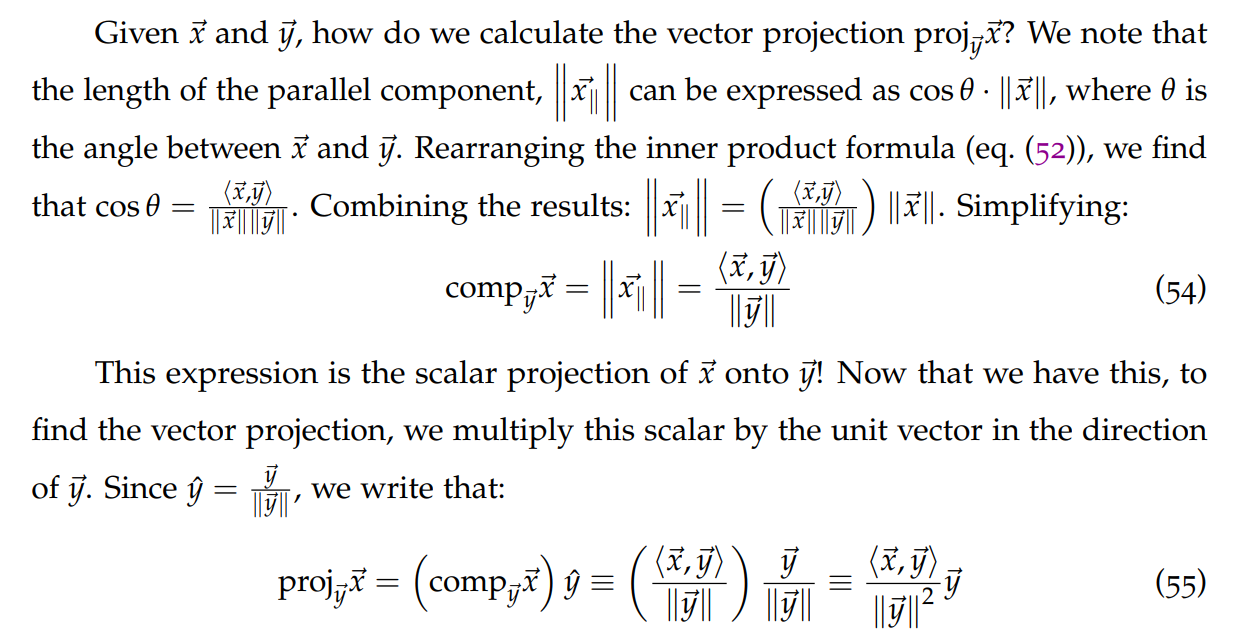 Given $\vec{x}$ and $\vec{y}$, how do we calculate the vector projection $\text{proj}_{\vec{y}}\vec{x}$? We note that
the length of the parallel component, $\left\|\vec{x_\parallel}\right\|$ can be expressed as $\cos\theta \cdot \|\vec{x}\|$, where $\theta$ is
the angle between $\vec{x}$ and $\vec{y}$. Rearranging the inner product formula (eq. (52)), we find
that $\cos\theta = \frac{\langle\vec{x},\vec{y}\rangle}{\|\vec{x}\|\|\vec{y}\|}$. Combining the results: $\left\|\vec{x_\parallel}\right\| = \left(\frac{\langle\vec{x},\vec{y}\rangle}{\|\vec{x}\|\|\vec{y}\|}\right)\|\vec{x}\|$. Simplifying:
$\text{comp}_{\vec{y}}\vec{x} = \left\|\vec{x_\parallel}\right\| = \frac{\langle\vec{x},\vec{y}\rangle}{\|\vec{y}\|}$ (54)
This expression is the scalar projection of $\vec{x}$ onto $\vec{y}$! Now that we have this, to
find the vector projection, we multiply this scalar by the unit vector in the direction
of $\vec{y}$. Since $\hat{y} = \frac{\vec{y}}{\|\vec{y}\|}$, we write that:
$\text{proj}_{\vec{y}}\vec{x} = \left(\text{comp}_{\vec{y}}\vec{x}\right)\hat{y} \equiv \left(\frac{\langle\vec{x},\vec{y}\rangle}{\|\vec{y}\|}\right)\frac{\vec{y}}{\|\vec{y}\|} \equiv \frac{\langle\vec{x},\vec{y}\rangle}{\|\vec{y}\|^2}\vec{y}$ (55)